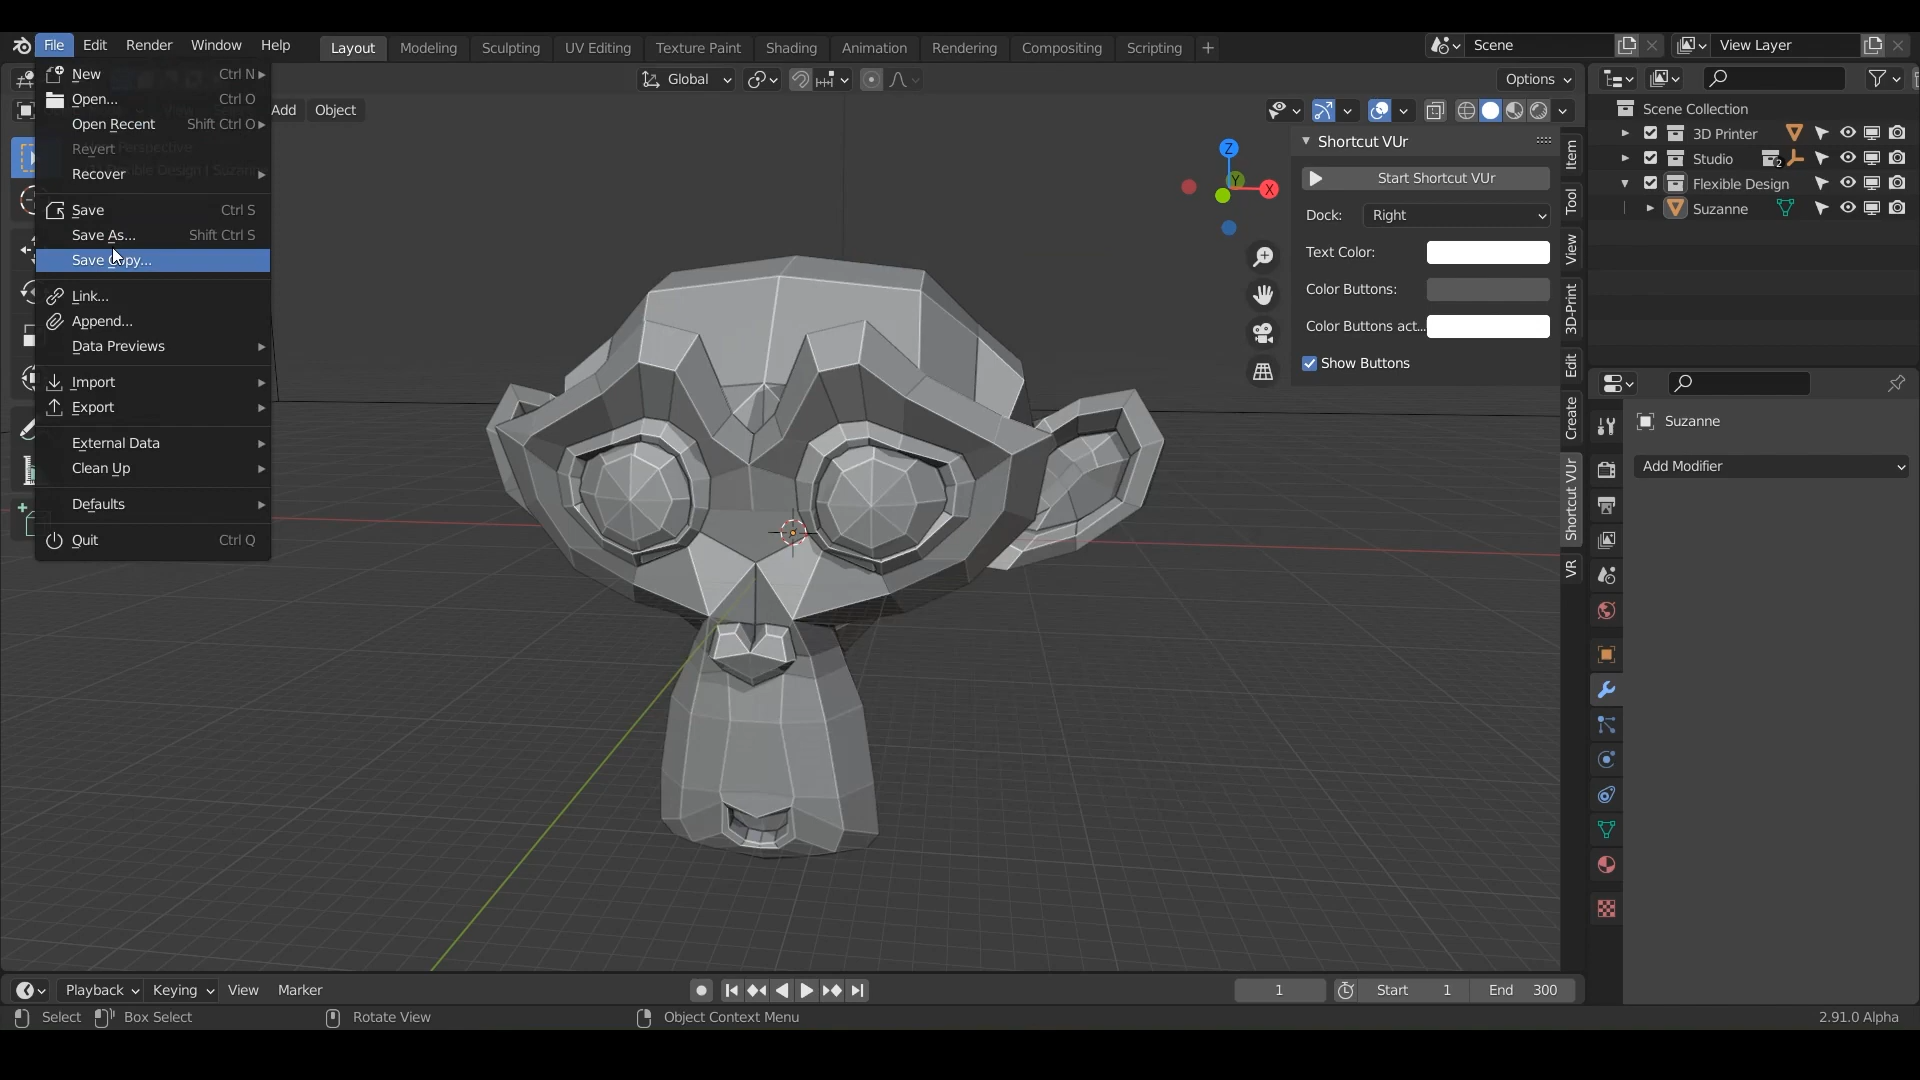 File Edit Render Window Help
Layout Modeling Sculpting UV Editing Texture Paint Shading Animation Rendering Compositing Scripting +
Scene
View Layer
New Ctrl N
Open... Ctrl O
Open Recent Shift Ctrl O
Revert
Recover
Save Ctrl S
Save As... Shift Ctrl S
Save Copy...
Link...
Append...
Data Previews
Import
Export
External Data
Clean Up
Defaults
Quit Ctrl Q
Global
Options
Add Object
Z
Y
X
Shortcut VUr
Start Shortcut VUr
Dock: Right
Text Color:
Color Buttons:
Color Buttons act...
Show Buttons
Item
Tool
View
3D-Print
Edit
Create
Shortcut VUr
VR
Scene Collection
3D Printer
Studio 2
Flexible Design
Suzanne
Suzanne
Add Modifier
Playback Keying View Marker
1 Start 1 End 300
Select Box Select Rotate View Object Context Menu 2.91.0 Alpha